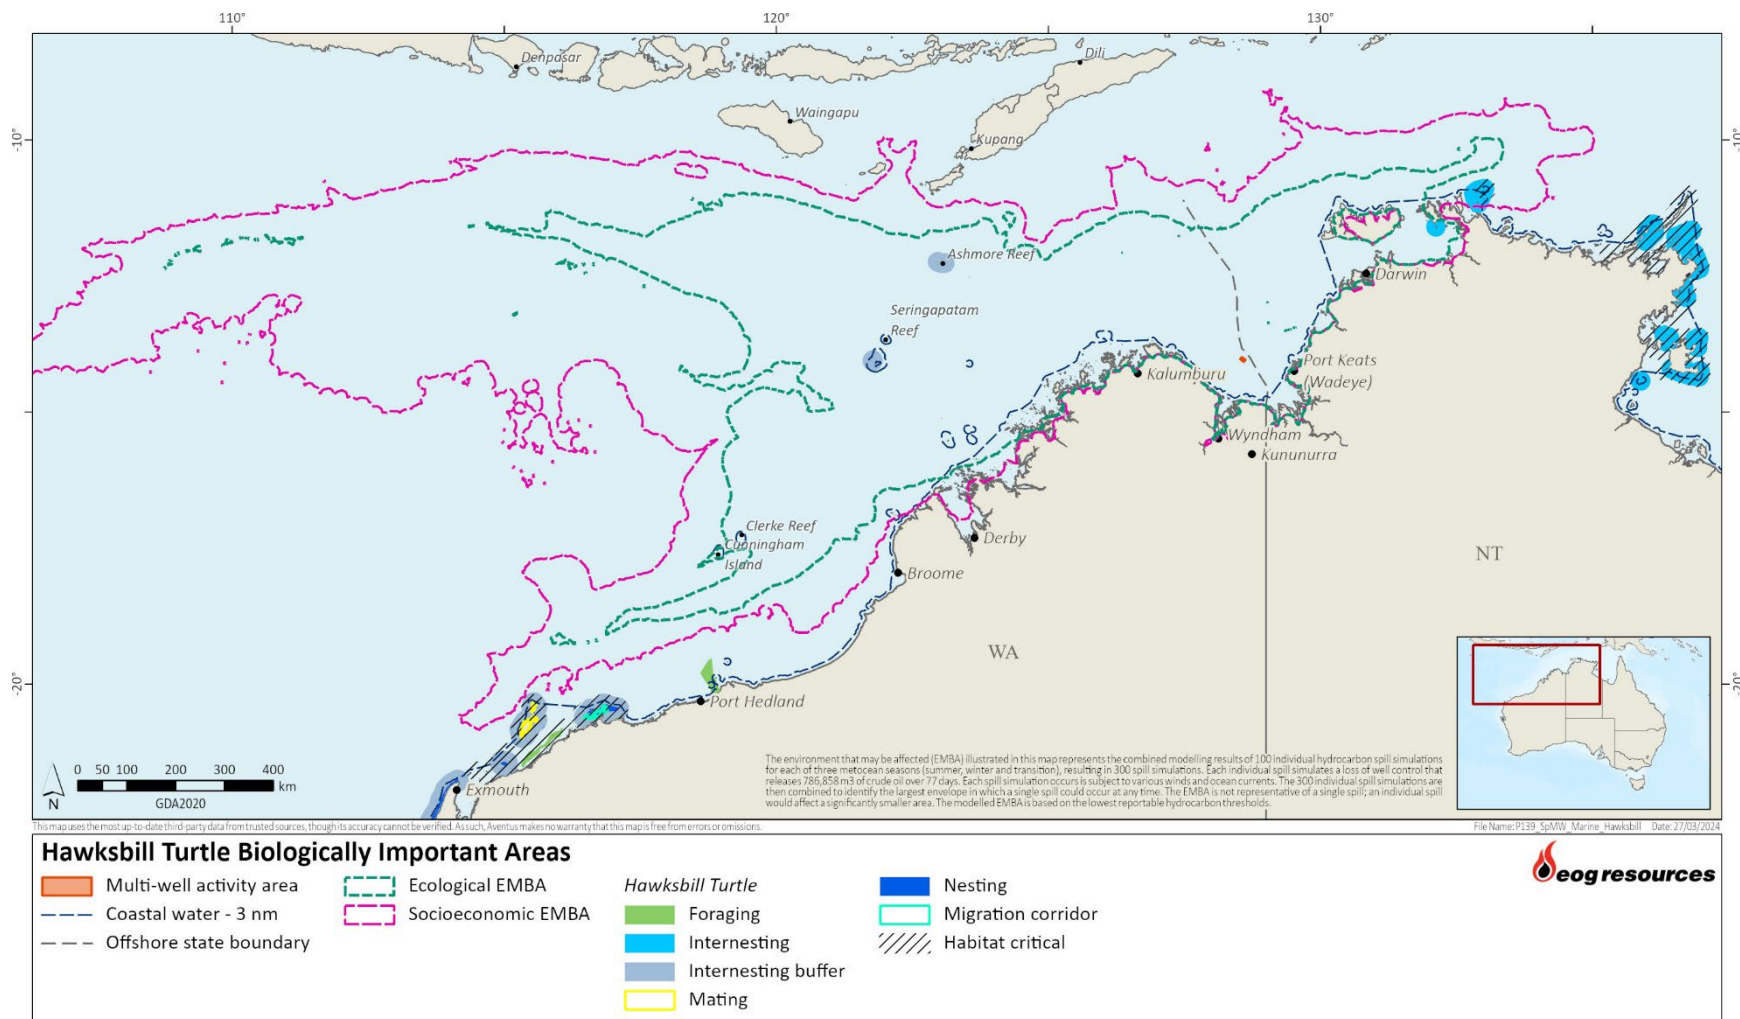 110°
120°
130°
-10°
-10°
-20°
-20°
Denpasar
Dili
Waingapu
Kupang
Ashmore Reef
Seringapatam
Reef
Darwin
Port Keats
(Wadeye)
Kalumburu
Wyndham
Kununurra
Clerke Reef
Cunningham
Island
Derby
Broome
NT
WA
Port Hedland
Exmouth
N
0 50 100 200 300 400
km
GDA2020
The environment that may be affected (EMBA) illustrated in this map represents the combined modelling results of 100 individual hydrocarbon spill simulations
for each of three metocean seasons (summer, winter and transition), resulting in 300 spill simulations. Each individual spill simulates a loss of well control that
releases 786,858 m3 of crude oil over 77 days. Each spill simulation occurs is subject to various winds and ocean currents. The 300 individual spill simulations are
then combined to identify the largest envelope in which a single spill could occur at any time. The EMBA is not representative of a single spill; an individual spill
would affect a significantly smaller area. The modelled EMBA is based on the lowest reportable hydrocarbon thresholds.
This map uses the most up-to-date third-party data from trusted sources, though its accuracy cannot be verified. As such, Aventus makes no warranty that this map is free from errors or omissions.
File Name: P139_SpMW_Marine_Hawksbill Date: 27/03/2024
Hawksbill Turtle Biologically Important Areas
Multi-well activity area
Coastal water - 3 nm
Offshore state boundary
Ecological EMBA
Socioeconomic EMBA
Hawksbill Turtle
Foraging
Internesting
Internesting buffer
Mating
Nesting
Migration corridor
Habitat critical
eog resources